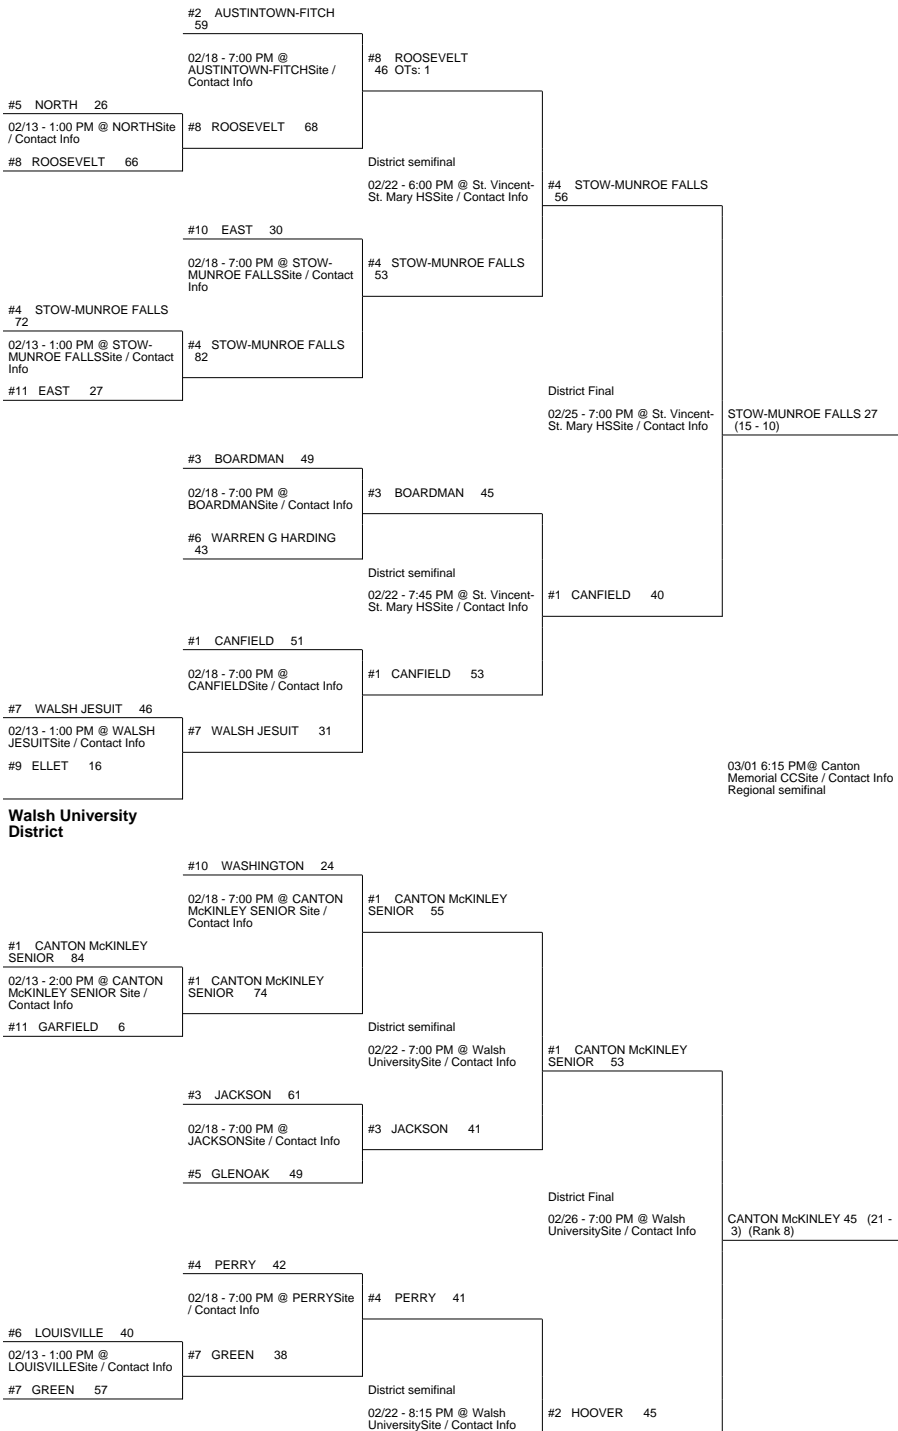 #2 AUSTINTOWN-FITCH
59
02/18 - 7:00 PM @
AUSTINTOWN-FITCHSite /
Contact Info
#8 ROOSEVELT
46 OTs: 1
#5 NORTH 26
02/13 - 1:00 PM @ NORTHSite
/ Contact Info
#8 ROOSEVELT 68
#8 ROOSEVELT 66
District semifinal
02/22 - 6:00 PM @ St. Vincent-
St. Mary HSSite / Contact Info
#4 STOW-MUNROE FALLS
56
#10 EAST 30
02/18 - 7:00 PM @ STOW-
MUNROE FALLSSite / Contact
Info
#4 STOW-MUNROE FALLS
53
#4 STOW-MUNROE FALLS
72
02/13 - 1:00 PM @ STOW-
MUNROE FALLSSite / Contact
Info
#4 STOW-MUNROE FALLS
82
#11 EAST 27
District Final
02/25 - 7:00 PM @ St. Vincent-
St. Mary HSSite / Contact Info
STOW-MUNROE FALLS 27
(15 - 10)
#3 BOARDMAN 49
02/18 - 7:00 PM @
BOARDMANSite / Contact Info
#3 BOARDMAN 45
#6 WARREN G HARDING
43
District semifinal
02/22 - 7:45 PM @ St. Vincent-
St. Mary HSSite / Contact Info
#1 CANFIELD 40
#1 CANFIELD 51
02/18 - 7:00 PM @
CANFIELDSite / Contact Info
#1 CANFIELD 53
#7 WALSH JESUIT 46
02/13 - 1:00 PM @ WALSH
JESUITSite / Contact Info
#7 WALSH JESUIT 31
#9 ELLET 16
03/01 6:15 PM@ Canton
Memorial CCSite / Contact Info
Regional semifinal
Walsh University
District
#10 WASHINGTON 24
02/18 - 7:00 PM @ CANTON
McKINLEY SENIOR Site /
Contact Info
#1 CANTON McKINLEY
SENIOR 55
#1 CANTON McKINLEY
SENIOR 84
02/13 - 2:00 PM @ CANTON
McKINLEY SENIOR Site /
Contact Info
#1 CANTON McKINLEY
SENIOR 74
#11 GARFIELD 6
District semifinal
02/22 - 7:00 PM @ Walsh
UniversitySite / Contact Info
#1 CANTON McKINLEY
SENIOR 53
#3 JACKSON 61
02/18 - 7:00 PM @
JACKSONSite / Contact Info
#3 JACKSON 41
#5 GLENOAK 49
District Final
02/26 - 7:00 PM @ Walsh
UniversitySite / Contact Info
CANTON McKINLEY 45 (21 -
3) (Rank 8)
#4 PERRY 42
02/18 - 7:00 PM @ PERRYSite
/ Contact Info
#4 PERRY 41
#6 LOUISVILLE 40
02/13 - 1:00 PM @
LOUISVILLESite / Contact Info
#7 GREEN 38
#7 GREEN 57
District semifinal
02/22 - 8:15 PM @ Walsh
UniversitySite / Contact Info
#2 HOOVER 45